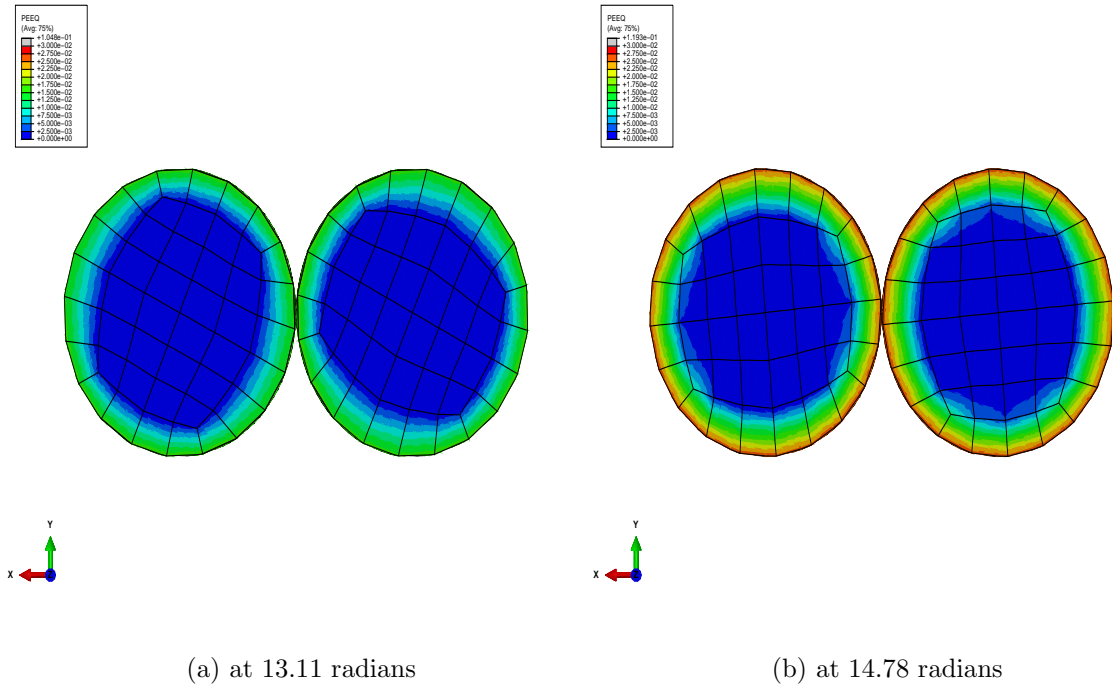 PEEQ
(Avg: 75%)
+1.048e−01
+3.000e−02
+2.750e−02
+2.500e−02
+2.250e−02
+2.000e−02
+1.750e−02
+1.500e−02
+1.250e−02
+1.000e−02
+7.500e−03
+5.000e−03
+2.500e−03
+0.000e+00
Y
X
(a) at 13.11 radians
PEEQ
(Avg: 75%)
+1.193e−01
+3.000e−02
+2.750e−02
+2.500e−02
+2.250e−02
+2.000e−02
+1.750e−02
+1.500e−02
+1.250e−02
+1.000e−02
+7.500e−03
+5.000e−03
+2.500e−03
+0.000e+00
Y
X
(b) at 14.78 radians